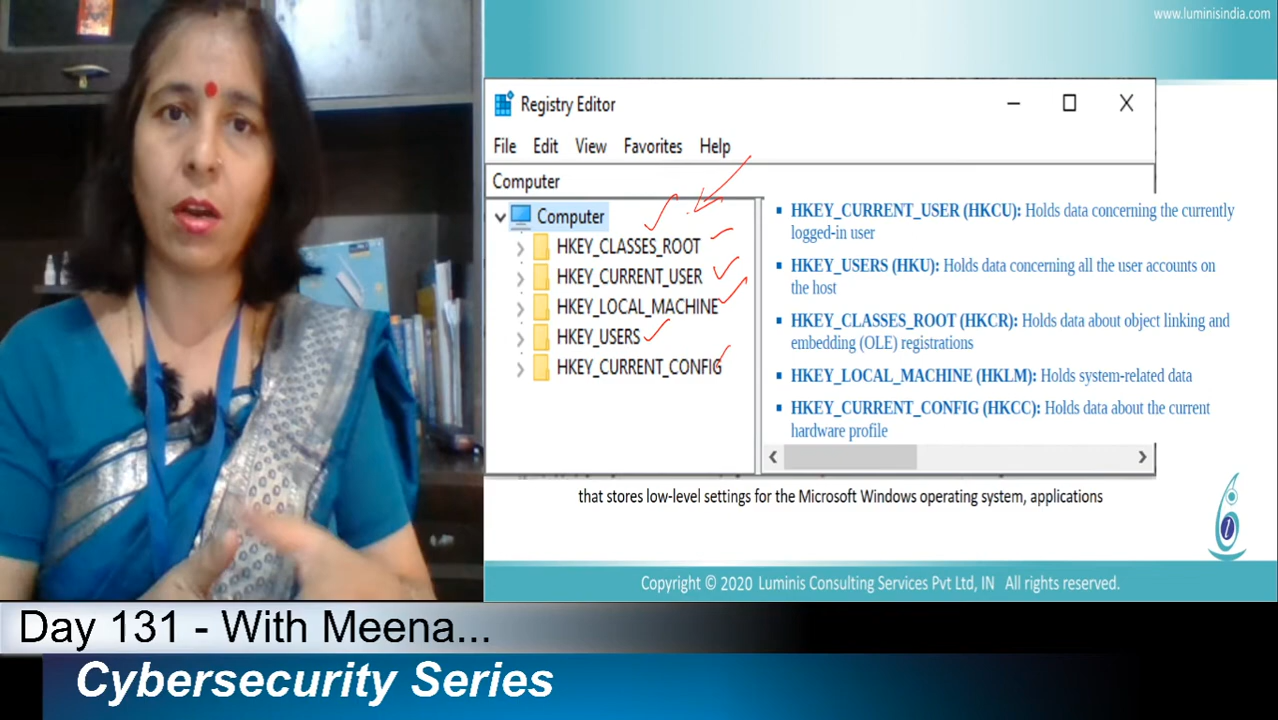 www.luminisindia.com
Registry Editor
File Edit View Favorites Help
Computer
Computer
HKEY_CLASSES_ROOT
HKEY_CURRENT_USER
HKEY_LOCAL_MACHINE
HKEY_USERS
HKEY_CURRENT_CONFIG
HKEY_CURRENT_USER (HKCU): Holds data concerning the currently
logged-in user
HKEY_USERS (HKU): Holds data concerning all the user accounts on
the host
HKEY_CLASSES_ROOT (HKCR): Holds data about object linking and
embedding (OLE) registrations
HKEY_LOCAL_MACHINE (HKLM): Holds system-related data
HKEY_CURRENT_CONFIG (HKCC): Holds data about the current
hardware profile
that stores low-level settings for the Microsoft Windows operating system, applications
Copyright © 2020 Luminis Consulting Services Pvt Ltd, IN All rights reserved.
Day 131 - With Meena...
Cybersecurity Series